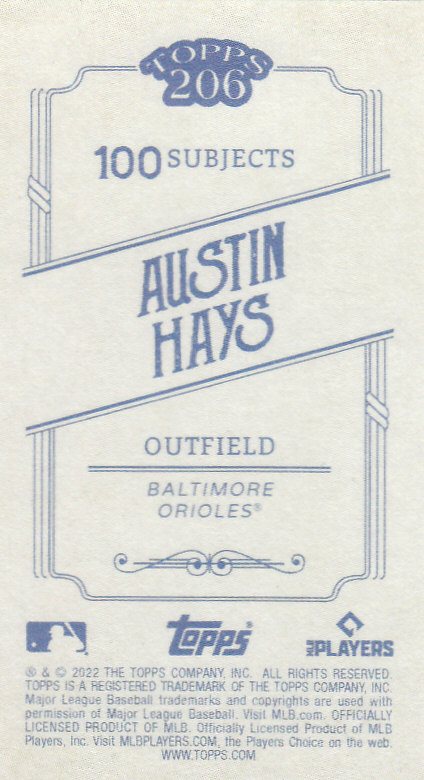 TOPPS
206
100 SUBJECTS
AUSTIN
HAYS
OUTFIELD
BALTIMORE
ORIOLES®
topps®
MLB PLAYERS
® & © 2022 THE TOPPS COMPANY, INC. ALL RIGHTS RESERVED.
TOPPS IS A REGISTERED TRADEMARK OF THE TOPPS COMPANY, INC.
Major League Baseball trademarks and copyrights are used with
permission of Major League Baseball. Visit MLB.com. OFFICIALLY
LICENSED PRODUCT OF MLB. Officially Licensed Product of MLB
Players, Inc. Visit MLBPLAYERS.COM, the Players Choice on the web.
WWW.TOPPS.COM